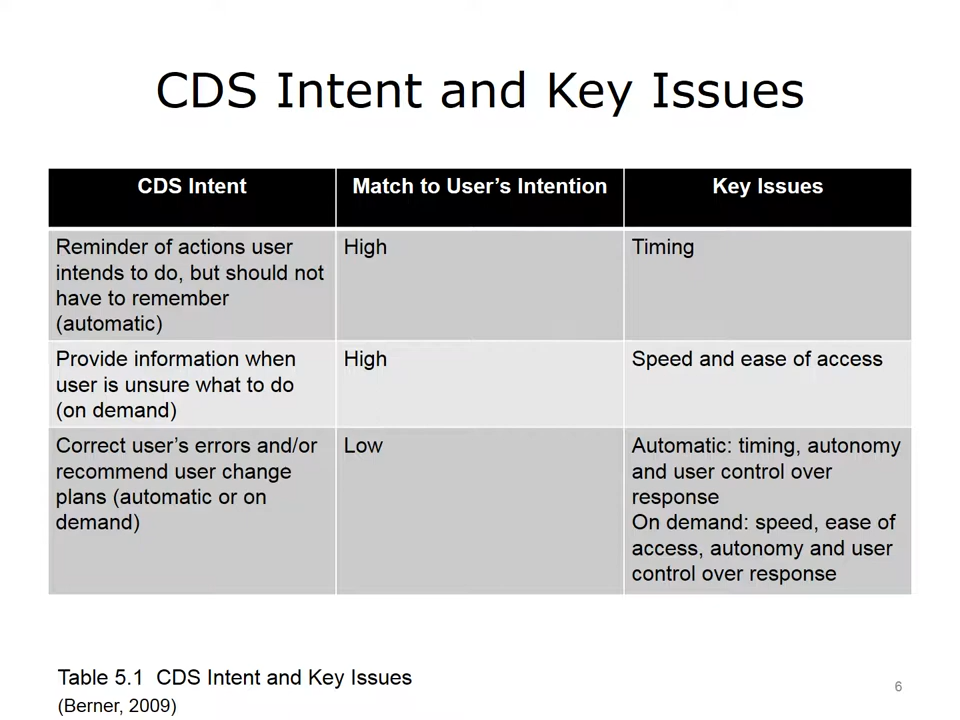 CDS Intent and Key Issues
CDS Intent
Match to User's Intention
Key Issues
Reminder of actions user
intends to do, but should not
have to remember
(automatic)
High
Timing
Provide information when
user is unsure what to do
(on demand)
High
Speed and ease of access
Correct user's errors and/or
recommend user change
plans (automatic or on
demand)
Low
Automatic: timing, autonomy
and user control over
response
On demand: speed, ease of
access, autonomy and user
control over response
Table 5.1  CDS Intent and Key Issues
(Berner, 2009)
6